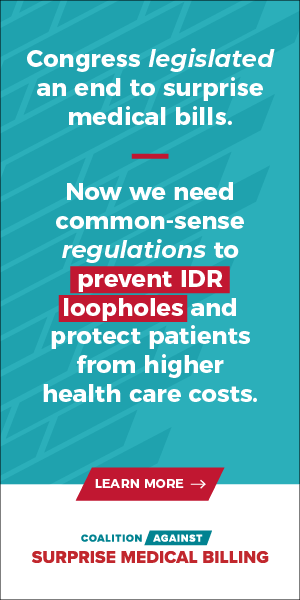 Congress legislated
an end to surprise
medical bills.
Now we need
common-sense
regulations to
prevent IDR
loopholes and
protect patients
from higher
health care costs.
LEARN MORE →
COALITION AGAINST
SURPRISE MEDICAL BILLING